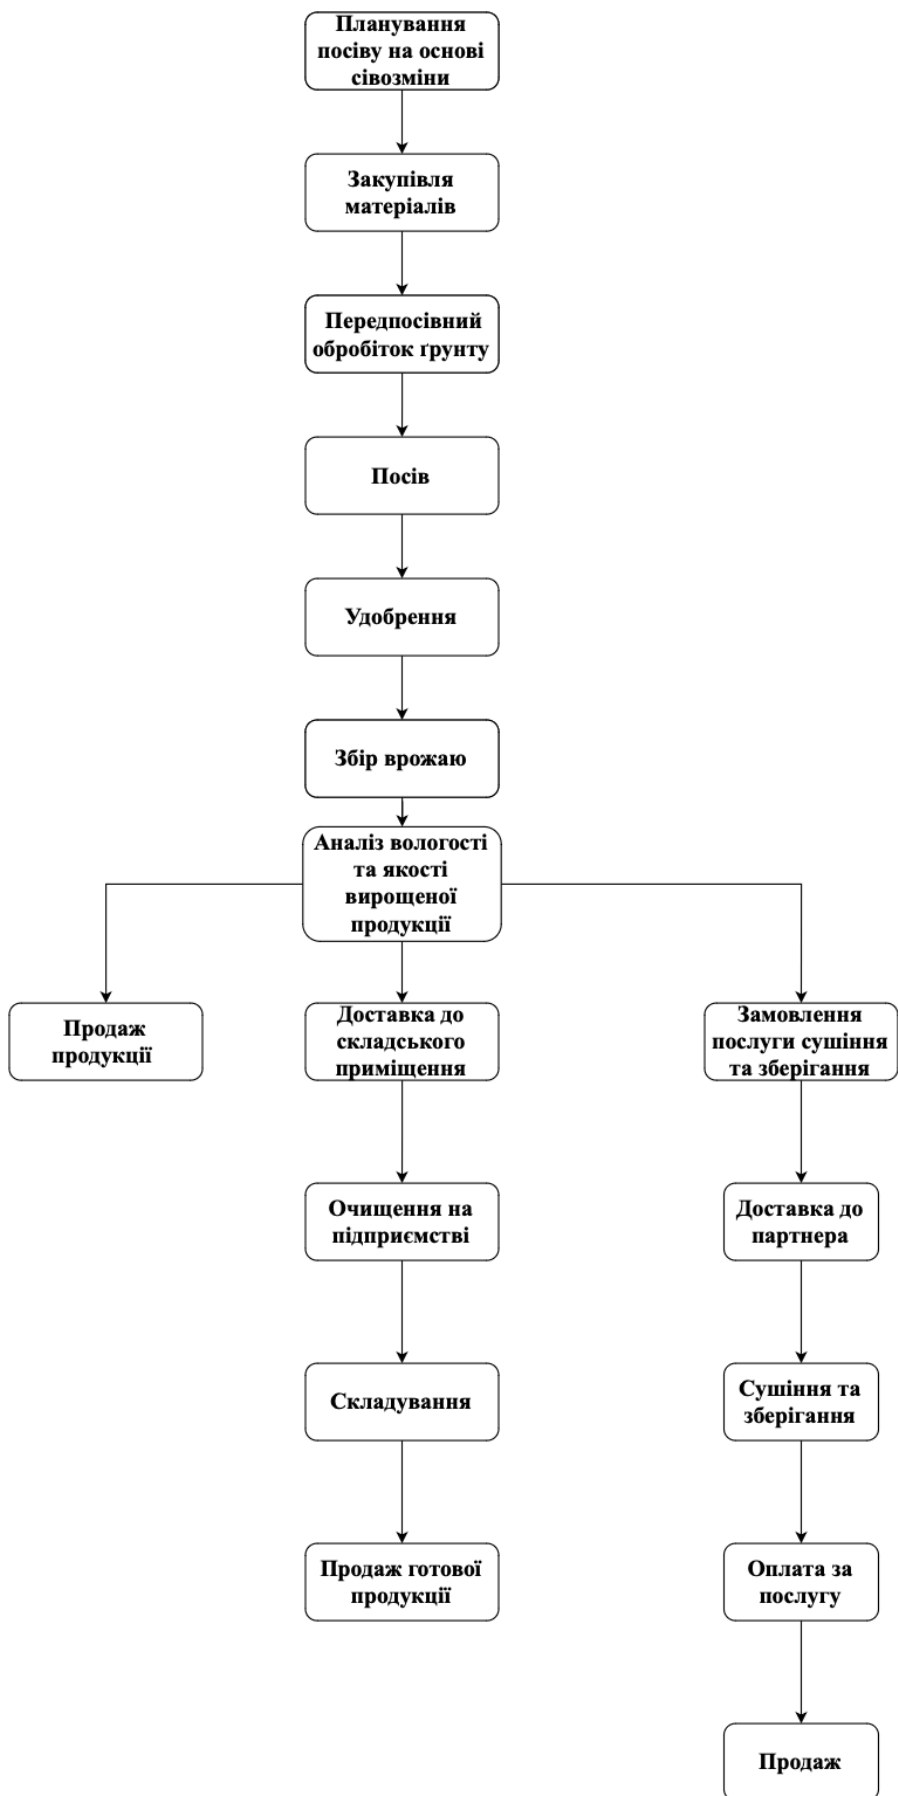 Планування
посіву на основі
сівозміни
Закупівля
матеріалів
Передпосівний
обробіток ґрунту
Посів
Удобрення
Збір врожаю
Аналіз вологості
та якості
вирощеної
продукції
Продаж
продукції
Доставка до
складського
приміщення
Замовлення
послуги сушіння
та зберігання
Очищення на
підприємстві
Доставка до
партнера
Складування
Сушіння та
зберігання
Продаж готової
продукції
Оплата за
послугу
Продаж